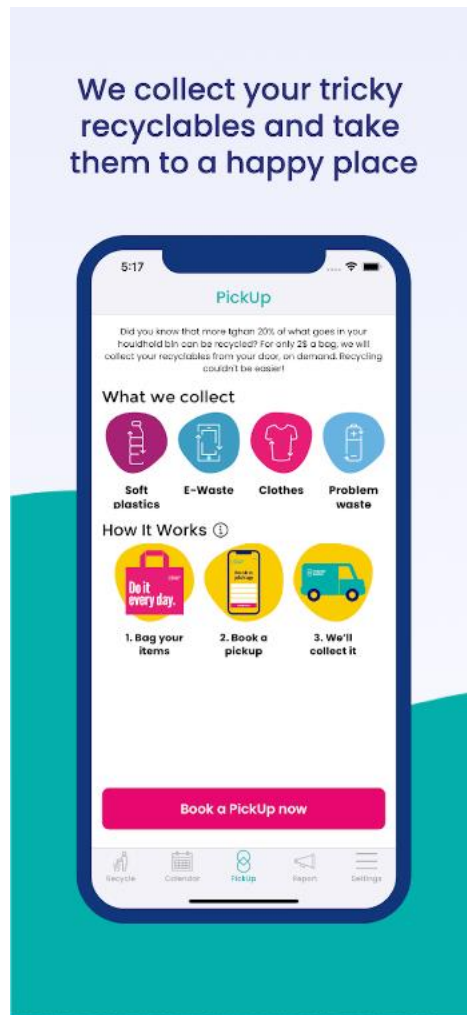 We collect your tricky
recyclables and take
them to a happy place
5:17
PickUp
Did you know that more tghan 20% of what goes in your
houldhold bin can be recycled? For only 2$ a bag, we will
collect your recyclables from your door, on demand. Recycling
couldn't be easier!
What we collect
Soft
plastics
E-Waste
Clothes
Problem
waste
How It Works
Do it
every day.
1. Bag your
items
2. Book a
pickup
3. We'll
collect it
Book a PickUp now
Recycle
Calendar
PickUp
Report
Settings